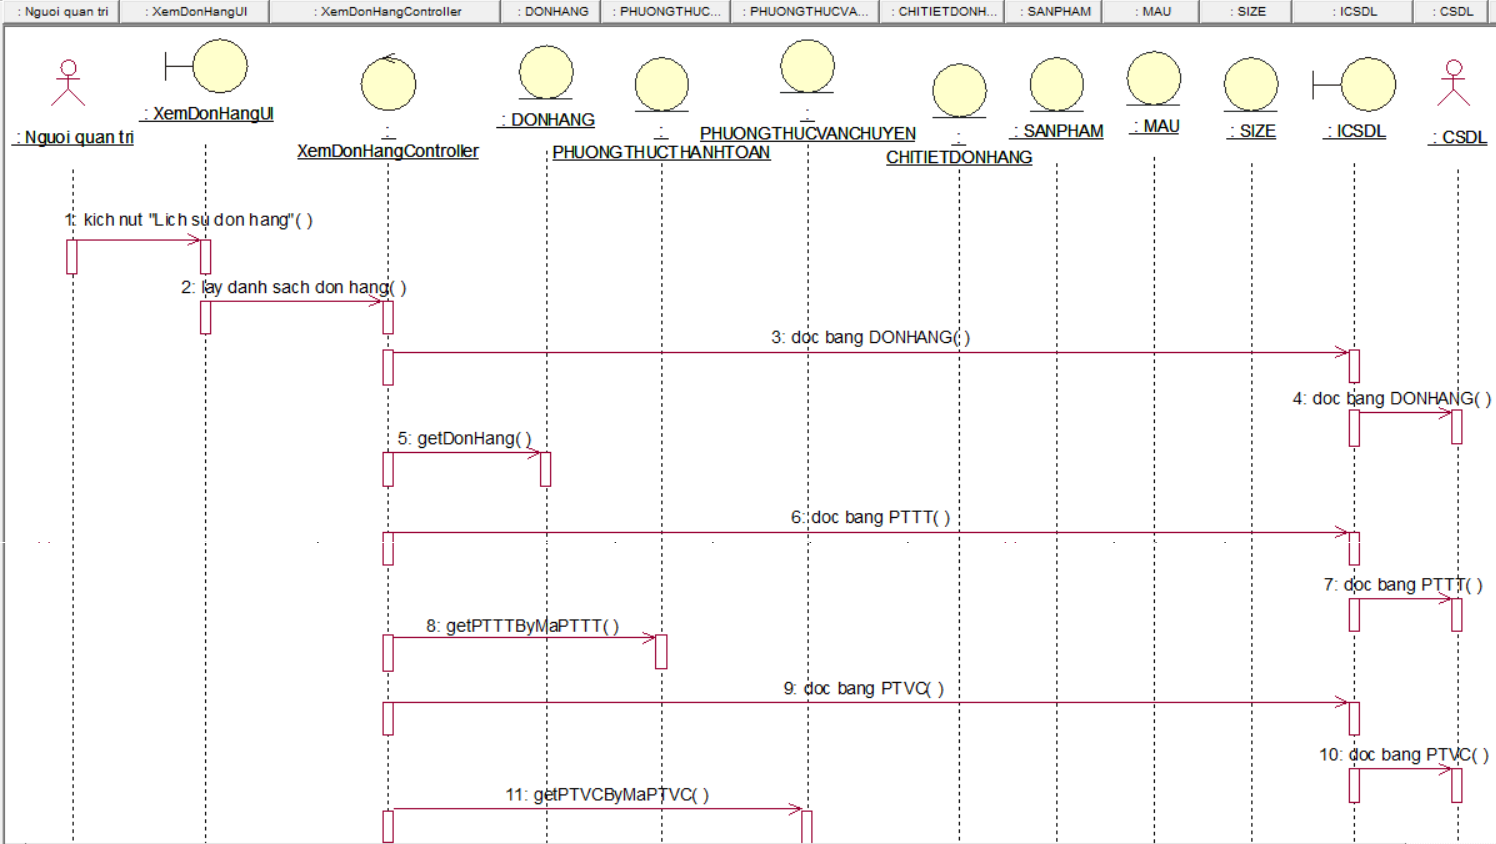 : Nguoi quan tri : XemDonHangUI : XemDonHangController : DONHANG : PHUONGTHUC... : PHUONGTHUCVA... : CHITIETDONH... : SANPHAM : MAU : SIZE : ICSDL : CSDL
: Nguoi quan tri
: XemDonHangUI
:
XemDonHangController
: DONHANG
:
PHUONGTHUCTHANHTOAN
:
PHUONGTHUCVANCHUYEN
:
CHITIETDONHANG
: SANPHAM
: MAU
: SIZE
: ICSDL
: CSDL
1: kich nut "Lich su don hang"( )
2: lay danh sach don hang( )
3: doc bang DONHANG( )
4: doc bang DONHANG( )
5: getDonHang( )
6: doc bang PTTT( )
7: doc bang PTTT( )
8: getPTTTByMaPTTT( )
9: doc bang PTVC( )
10: doc bang PTVC( )
11: getPTVCByMaPTVC( )